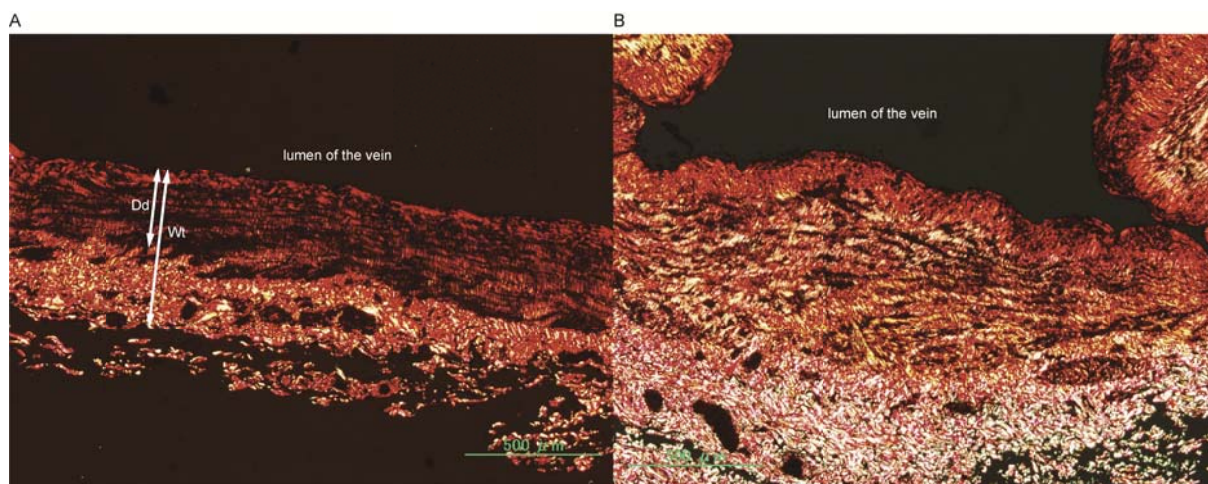 A
B
lumen of the vein
lumen of the vein
Dd
Wt
500 μm